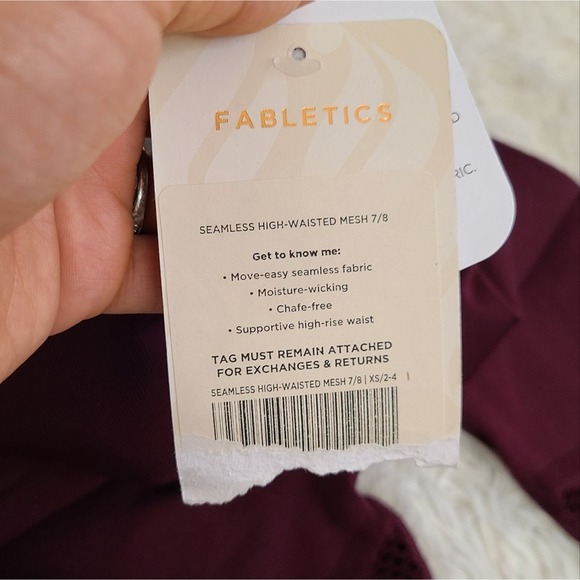 FABLETICS
SEAMLESS HIGH-WAISTED MESH 7/8
Get to know me:
• Move-easy seamless fabric
• Moisture-wicking
• Chafe-free
• Supportive high-rise waist
TAG MUST REMAIN ATTACHED
FOR EXCHANGES & RETURNS
SEAMLESS HIGH-WAISTED MESH 7/8 | XS/2-4